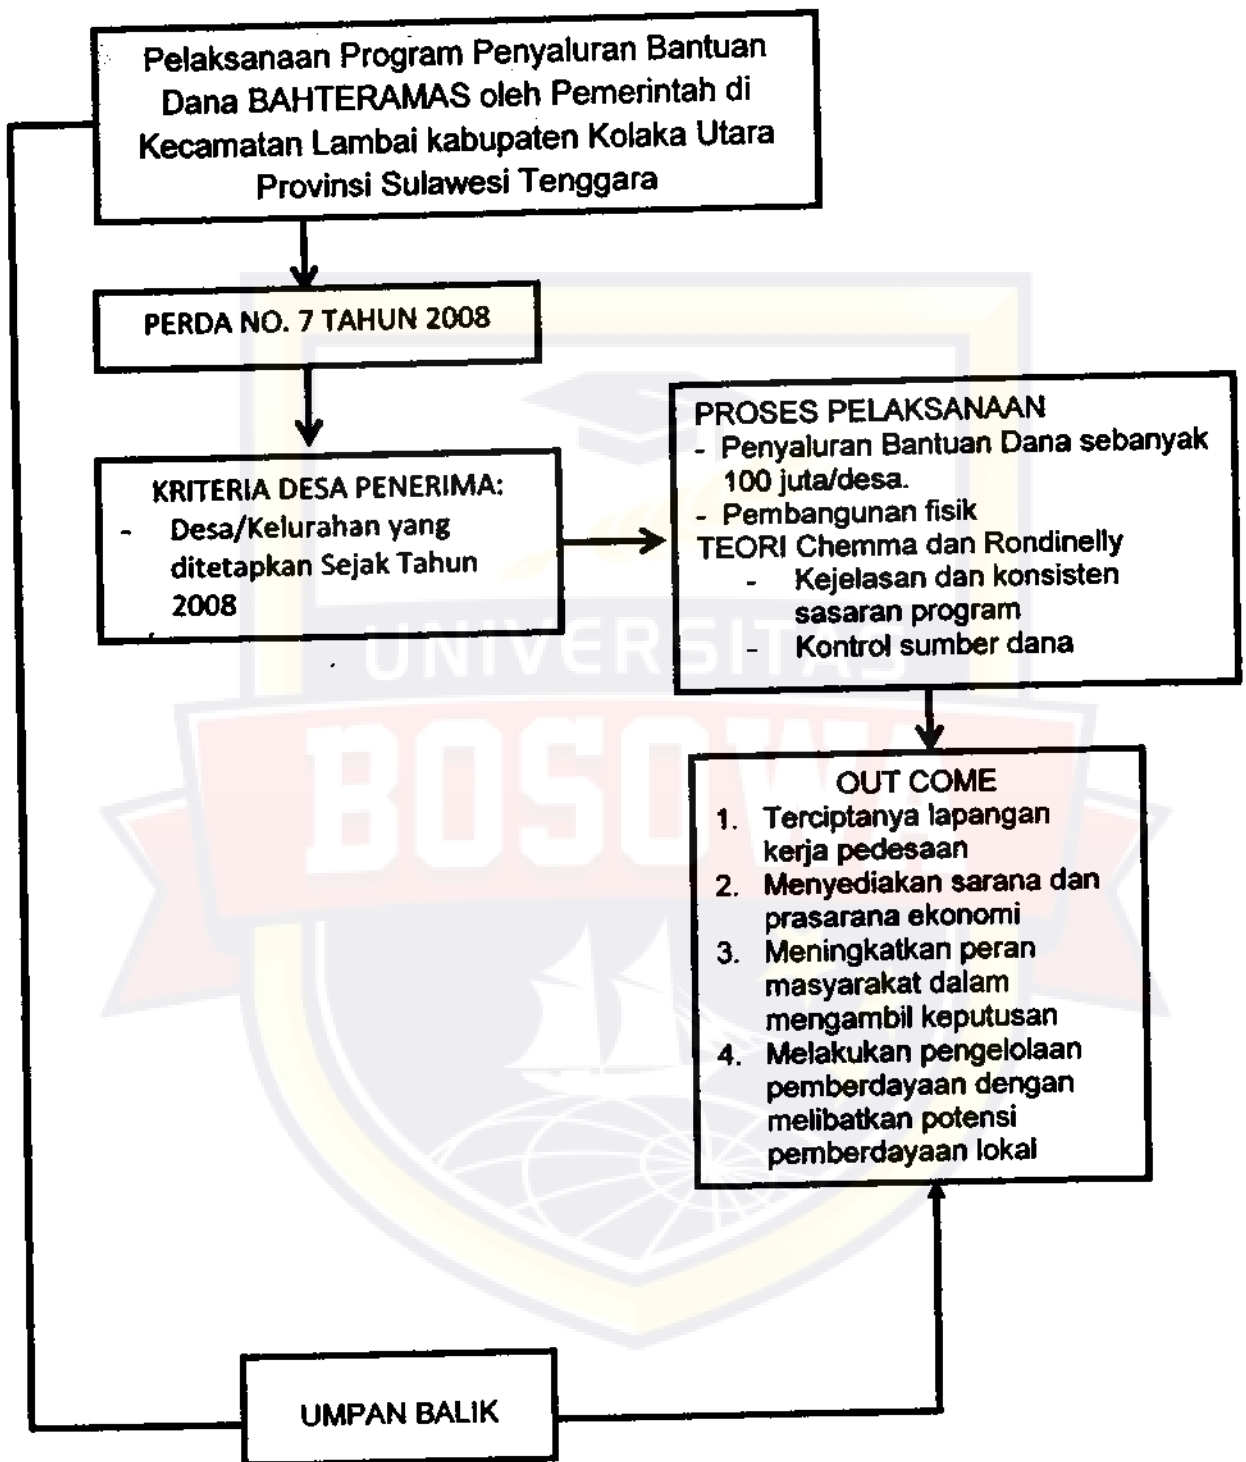 Pelaksanaan Program Penyaluran Bantuan
Dana BAHTERAMAS oleh Pemerintah di
Kecamatan Lambai kabupaten Kolaka Utara
Provinsi Sulawesi Tenggara
PERDA NO. 7 TAHUN 2008
KRITERIA DESA PENERIMA:
- Desa/Kelurahan yang
ditetapkan Sejak Tahun
2008
PROSES PELAKSANAAN
- Penyaluran Bantuan Dana sebanyak
100 juta/desa.
- Pembangunan fisik
TEORI Chemma dan Rondinelly
- Kejelasan dan konsisten
sasaran program
- Kontrol sumber dana
OUT COME
1. Terciptanya lapangan
kerja pedesaan
2. Menyediakan sarana dan
prasarana ekonomi
3. Meningkatkan peran
masyarakat dalam
mengambil keputusan
4. Melakukan pengelolaan
pemberdayaan dengan
melibatkan potensi
pemberdayaan lokal
UMPAN BALIK
UNIVERSITAS
BOSOWA